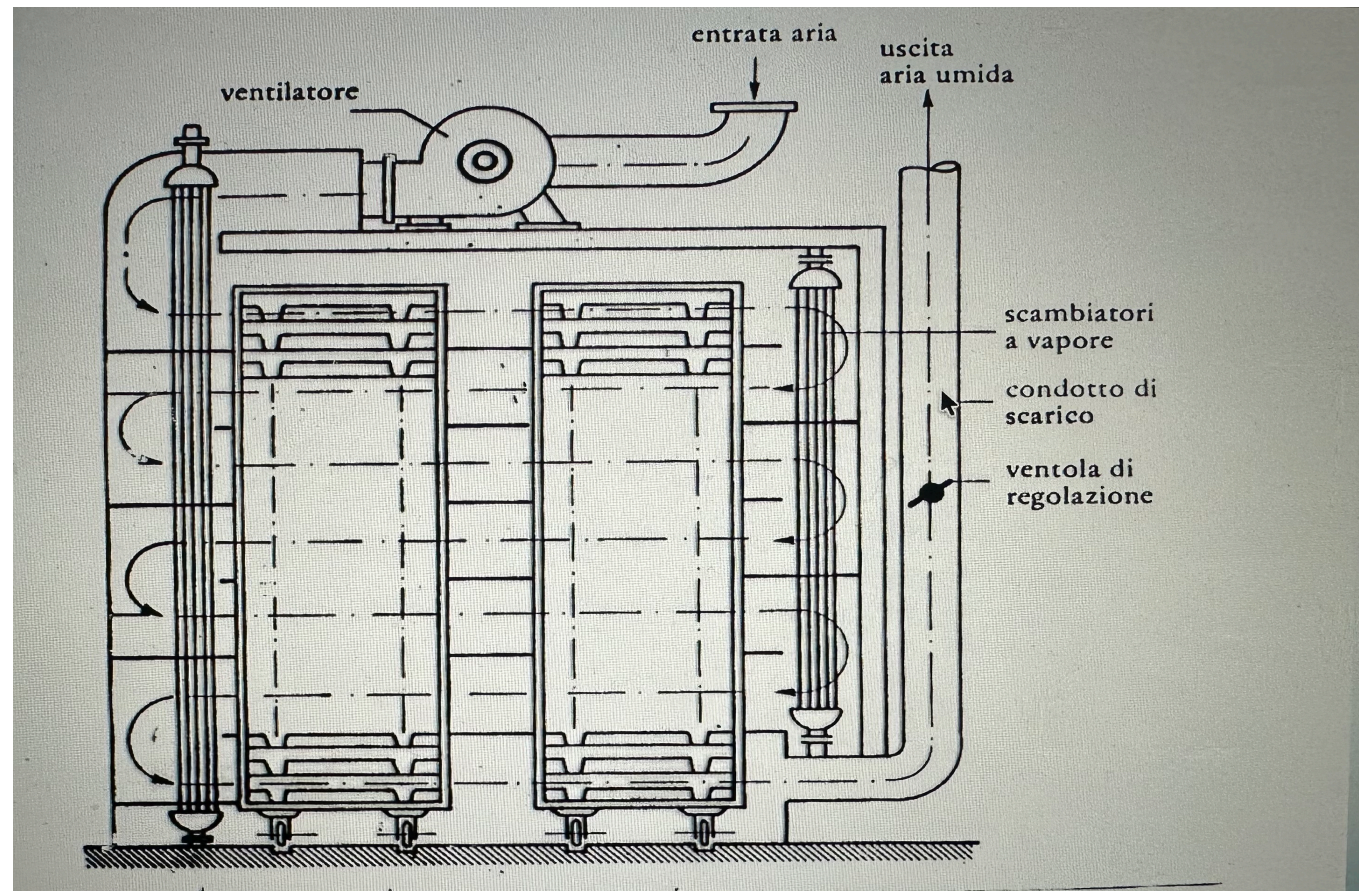 entrata aria
uscita
aria umida
ventilatore
scambiatori
a vapore
condotto di
scarico
ventola di
regolazione